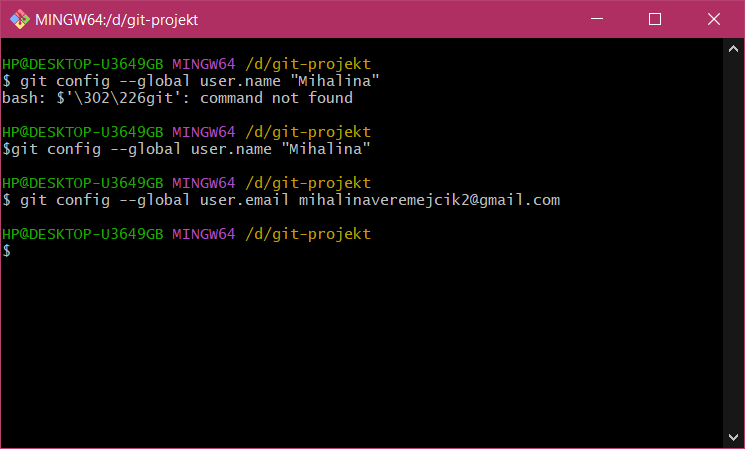 MINGW64:/d/git-projekt
HP@DESKTOP-U3649GB MINGW64 /d/git-projekt
$ git config --global user.name "Mihalina"
bash: $'\302\226git': command not found
HP@DESKTOP-U3649GB MINGW64 /d/git-projekt
$git config --global user.name "Mihalina"
HP@DESKTOP-U3649GB MINGW64 /d/git-projekt
$ git config --global user.email mihalinaveremejcik2@gmail.com
HP@DESKTOP-U3649GB MINGW64 /d/git-projekt
$